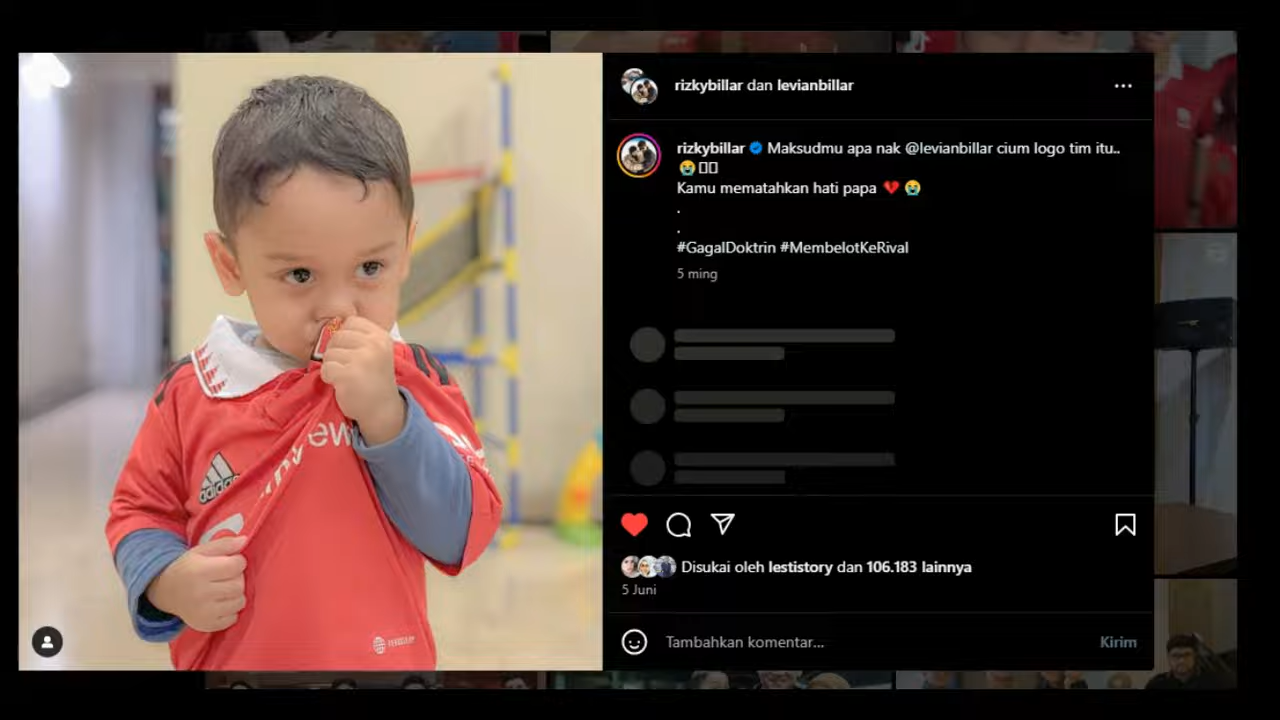 rizkybillar dan levianbillar
rizkybillar Maksudmu apa nak @levianbillar cium logo tim itu..
😭
Kamu mematahkan hati papa 💔 😭
.
.
#GagalDoktrin #MembelotKeRival
5 ming
adidas
Disukai oleh lestistory dan 106.183 lainnya
5 Juni
Tambahkan komentar...
Kirim